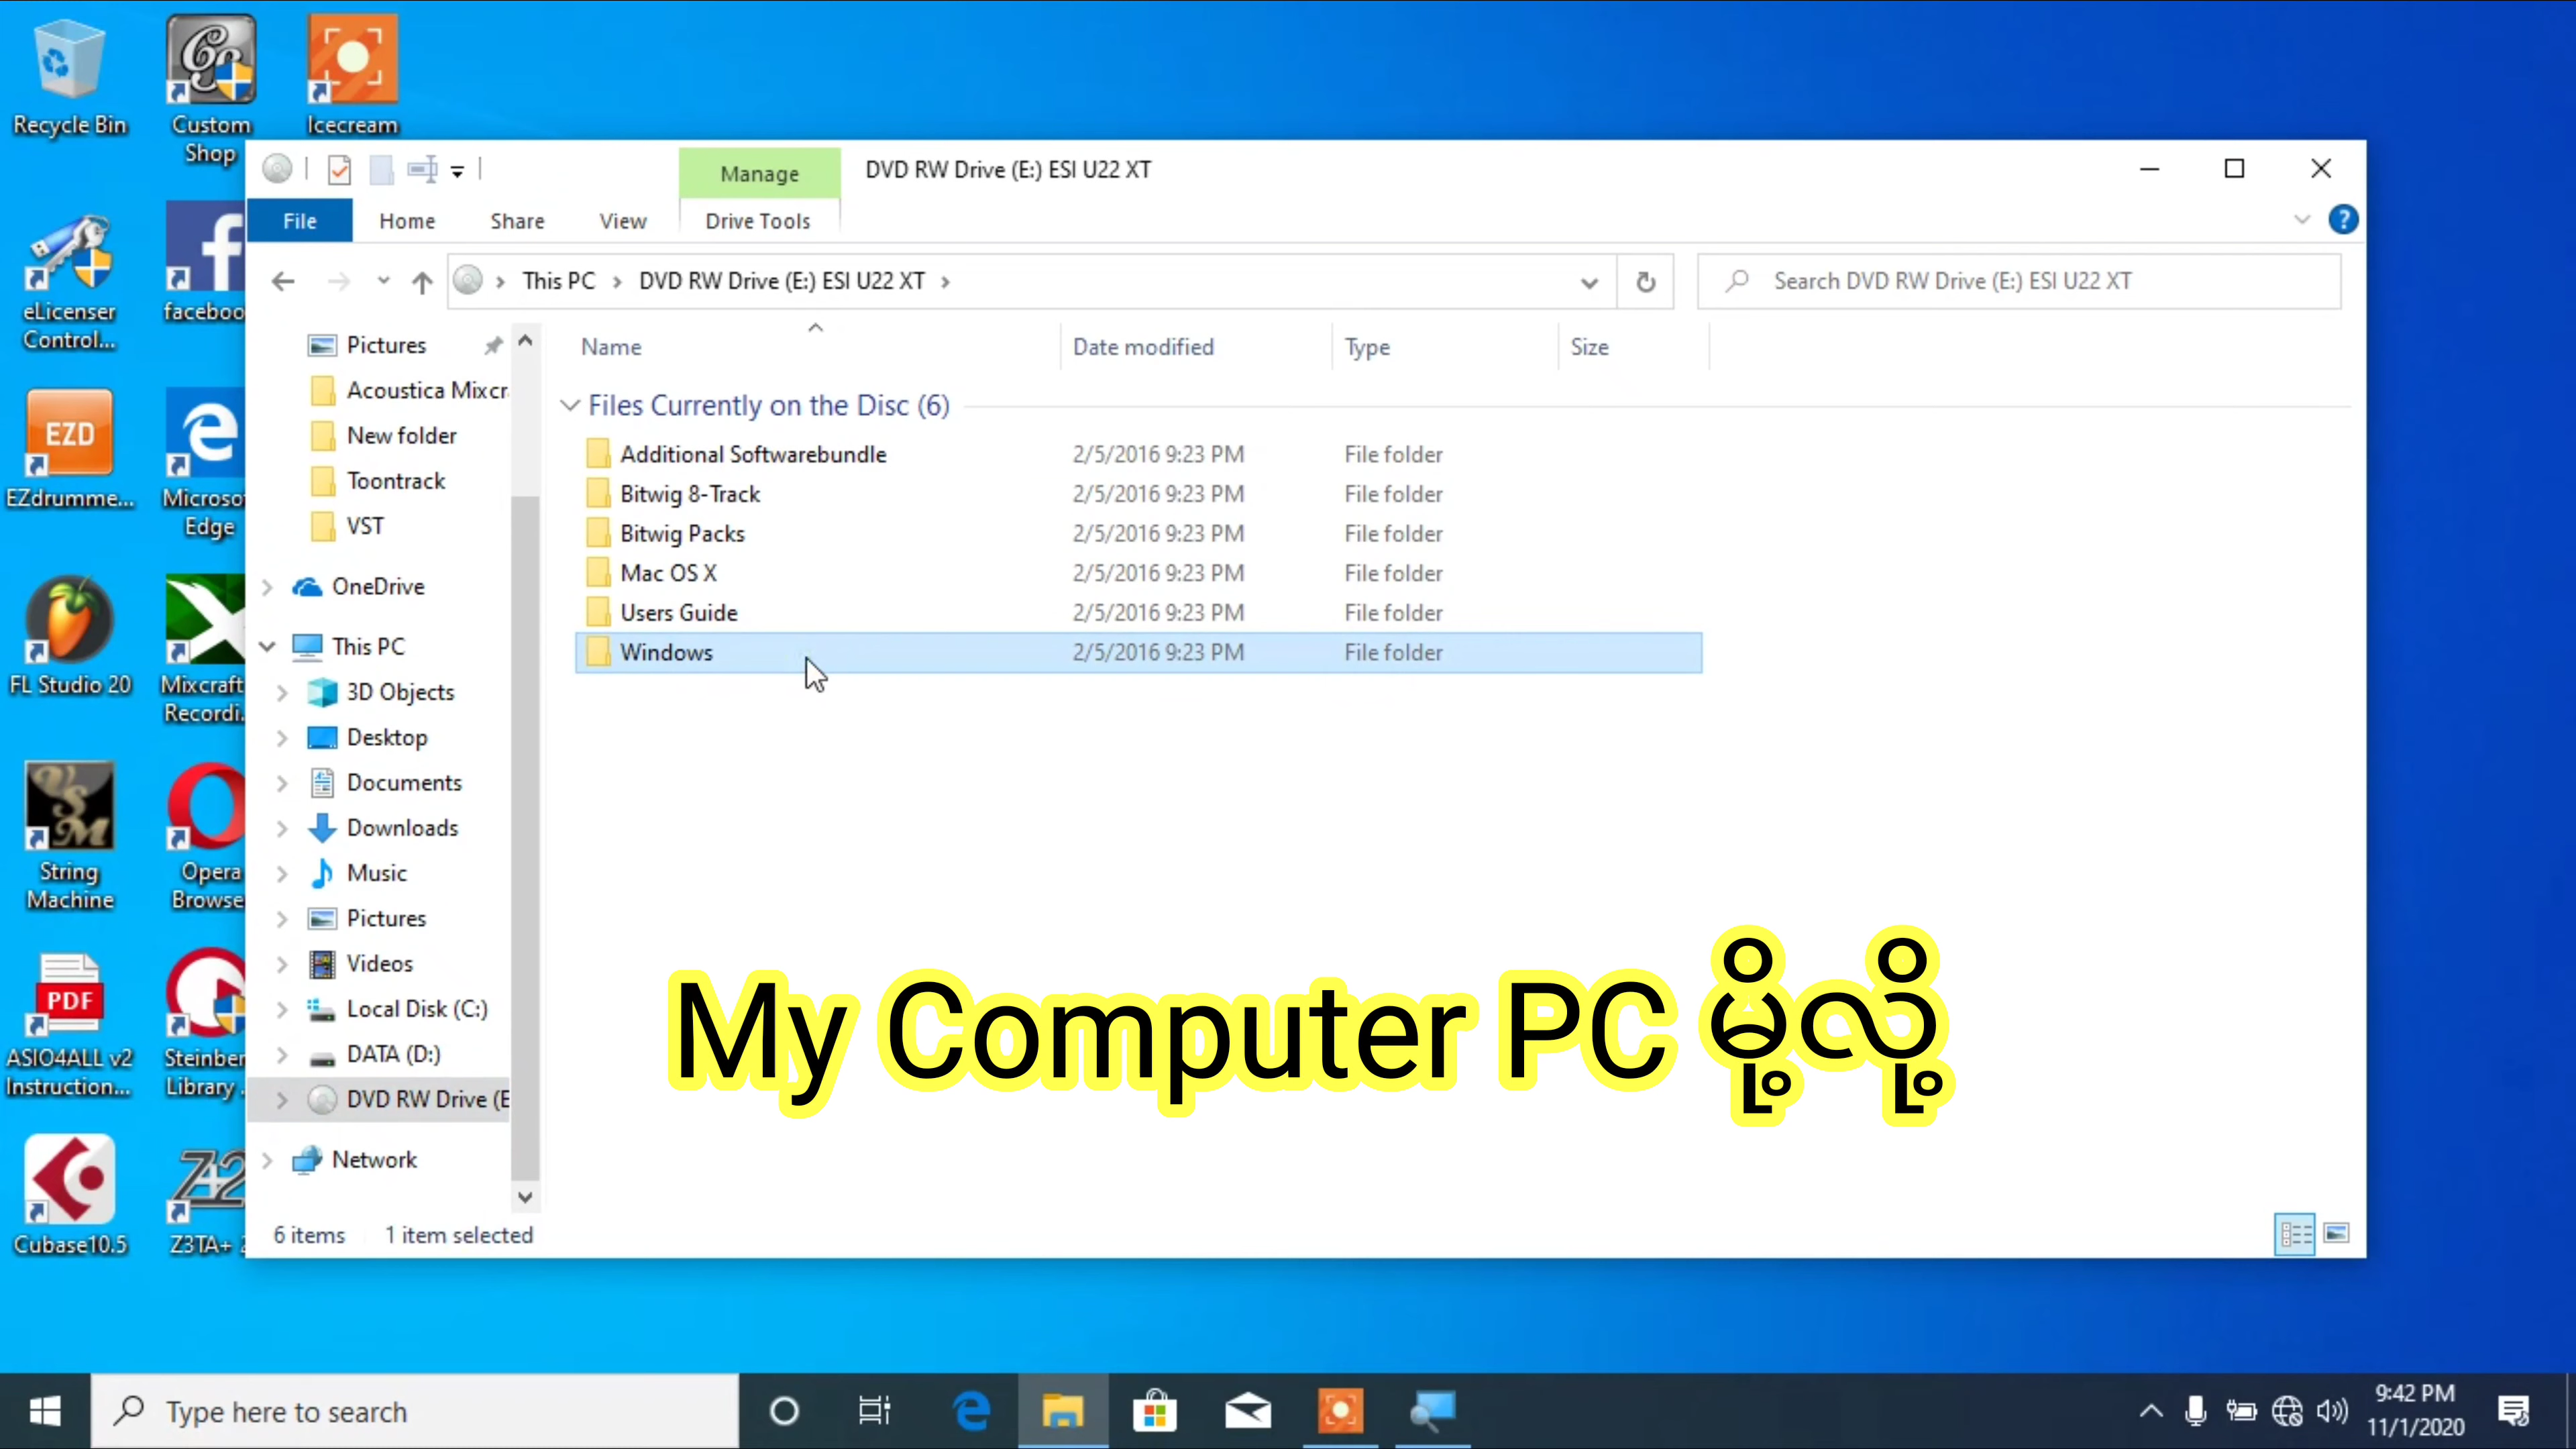 Recycle Bin
Custom Shop
Icecream
eLicenser Control...
EZD
EZdrumme...
Microso
Edge
FL Studio 20
Mixcraft
Recordi.
String Machine
Opera
Browse
PDF
ASIO4ALL v2 Instruction...
Steinber
Library .
Cubase10.5
Z3TA+ 2
faceboo
Manage
DVD RW Drive (E:) ESI U22 XT
File
Home
Share
View
Drive Tools
This PC
DVD RW Drive (E:) ESI U22 XT
Search DVD RW Drive (E:) ESI U22 XT
Pictures
Acoustica Mixcr
New folder
Toontrack
VST
OneDrive
This PC
3D Objects
Desktop
Documents
Downloads
Music
Pictures
Videos
Local Disk (C:)
DATA (D:)
DVD RW Drive (E
Network
Name Date modified Type Size
Files Currently on the Disc (6)
Additional Softwarebundle 2/5/2016 9:23 PM File folder
Bitwig 8-Track 2/5/2016 9:23 PM File folder
Bitwig Packs 2/5/2016 9:23 PM File folder
Mac OS X 2/5/2016 9:23 PM File folder
Users Guide 2/5/2016 9:23 PM File folder
Windows 2/5/2016 9:23 PM File folder
My Computer PC မို့လို့
6 items 1 item selected
Type here to search
9:42 PM
11/1/2020